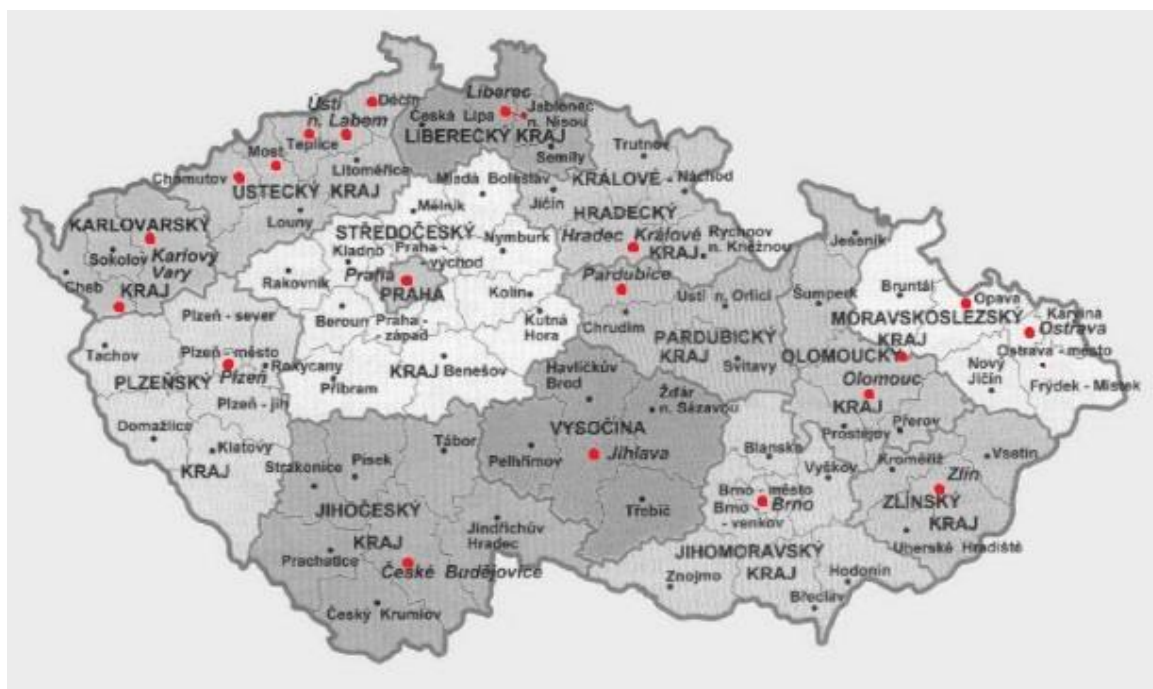 Liberec
Ústí
n. Labem
Děčín
Česká Lípa
Jablonec
n. Nisou
LIBERECKÝ KRAJ
Teplice
Most
Semily
Trutnov
Chomutov
Litoměřice
ÚSTECKÝ KRAJ
Mladá Boleslav
KRÁLOVÉ -
Náchod
Jičín
Louny
Mělník
HRADECKÝ
KARLOVARSKÝ
STŘEDOČESKÝ
Nymburk
Hradec Králové
Rychnov
n. Kněžnou
KRAJ
Jeseník
Sokolov
Karlovy
Vary
Kladno
Praha -
- východ
Cheb
KRAJ
Rakovník
Praha
PRAHA
Kolín
Pardubice
Ústí n. Orlicí
Šumperk
Bruntál
Opava
Karviná
Ostrava
Plzeň - sever
Beroun
Praha -
- západ
Kutná
Hora
Chrudim
PARDUBICKÝ
KRAJ
MORAVSKOSLEZSKÝ
KRAJ
Ostrava - město
Tachov
Plzeň - město
Plzeň
Rokycany
OLOMOUCKÝ
Svitavy
Nový
Jičín
Frýdek - Místek
PLZEŇSKÝ
Příbram
KRAJ
Benešov
Havlíčkův
Brod
Olomouc
KRAJ
Plzeň - jih
Žďár
n. Sázavou
Domažlice
Klatovy
KRAJ
Tábor
VYSOČINA
Prostějov
Přerov
Strakonice
Písek
Pelhřimov
Jihlava
Blansko
Vyškov
Kroměříž
Vsetín
Zlín
JIHOČESKÝ
KRAJ
Třebíč
Brno - město
Brno
Brno
- venkov
ZLÍNSKÝ
KRAJ
Jindřichův
Hradec
Prachatice
České Budějovice
JIHOMORAVSKÝ
KRAJ
Uherské Hradiště
Znojmo
Hodonín
Břeclav
Český Krumlov